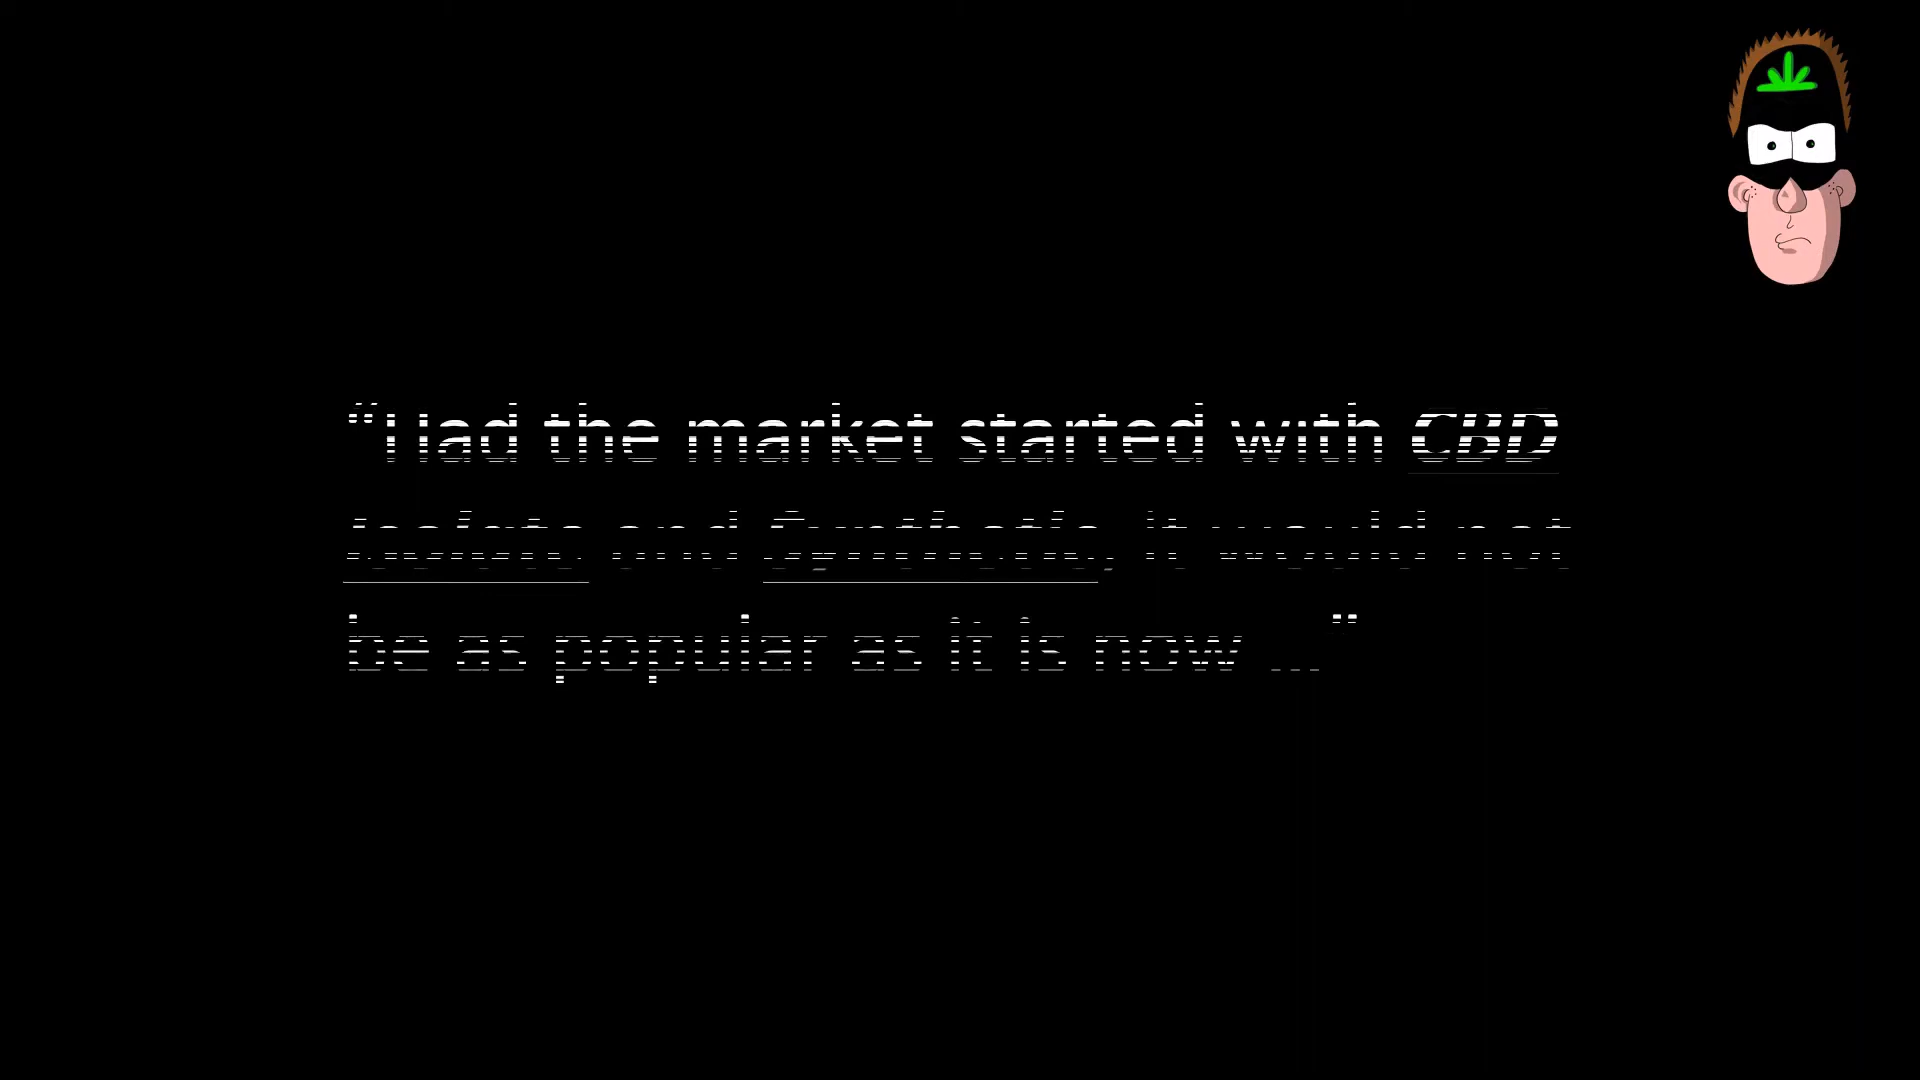 “Had the market started with CBD
Isolate and Synthetic, it would not
be as popular as it is now ...”